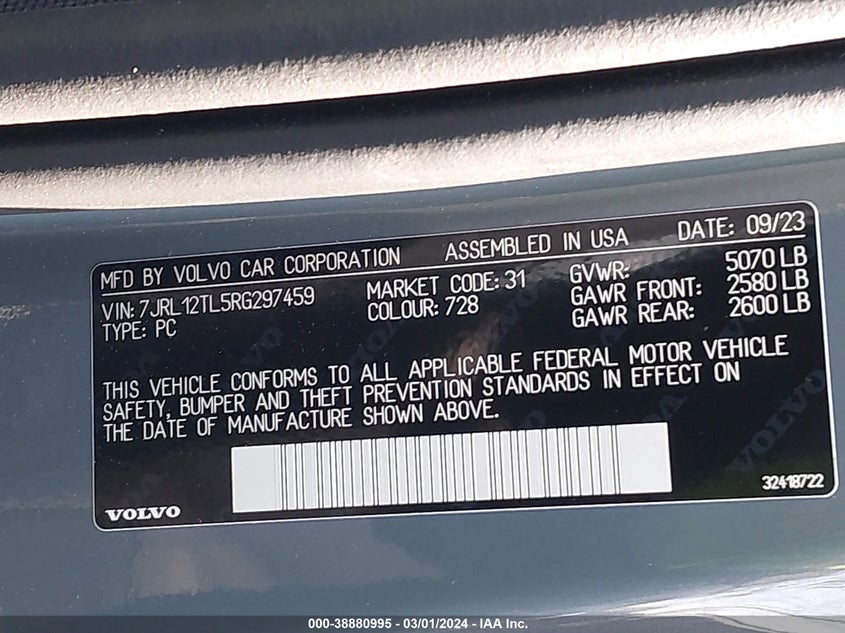 MFD BY VOLVO CAR CORPORATION ASSEMBLED IN USA DATE: 09/23
VIN: 7JRL12TL5RG297459 MARKET CODE: 31 GVWR: 5070 LB
TYPE: PC COLOUR: 728 GAWR FRONT: 2580 LB
GAWR REAR: 2600 LB
THIS VEHICLE CONFORMS TO ALL APPLICABLE FEDERAL MOTOR VEHICLE
SAFETY, BUMPER AND THEFT PREVENTION STANDARDS IN EFFECT ON
THE DATE OF MANUFACTURE SHOWN ABOVE.
VOLVO
VOLVO
32418722
000-38880995 - 03/01/2024 - IAA Inc.